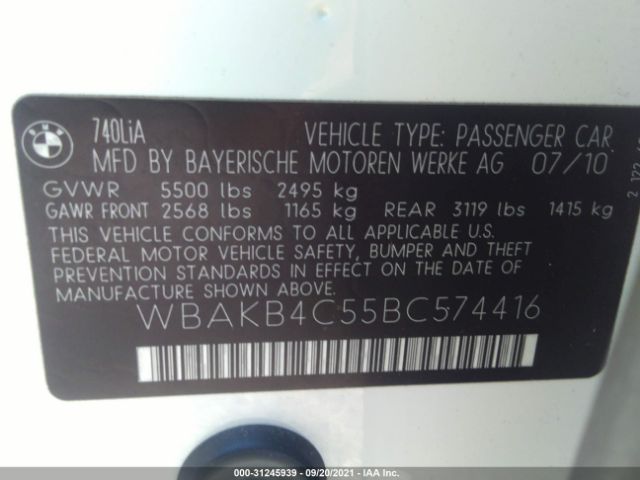 BMW
740LiA VEHICLE TYPE: PASSENGER CAR
MFD BY BAYERISCHE MOTOREN WERKE AG 07/10
GVWR 5500 lbs 2495 kg
GAWR FRONT 2568 lbs 1165 kg REAR 3119 lbs 1415 kg
THIS VEHICLE CONFORMS TO ALL APPLICABLE U.S.
FEDERAL MOTOR VEHICLE SAFETY, BUMPER AND THEFT
PREVENTION STANDARDS IN EFFECT ON THE DATE OF
MANUFACTURE SHOWN ABOVE.
WBAKB4C55BC574416
000-31245939 - 09/20/2021 - IAA Inc.